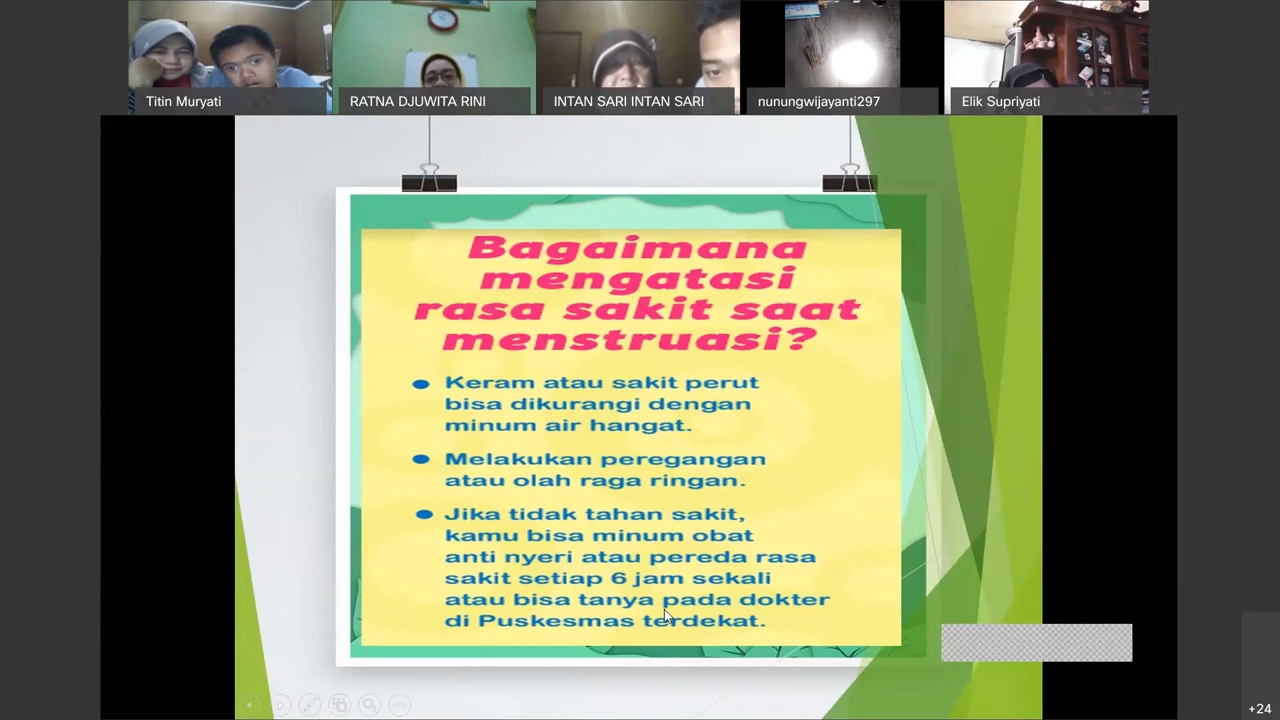 Titin Muryati
RATNA DJUWITA RINI
INTAN SARI INTAN SARI
nunungwijayanti297
Elik Supriyati
Bagaimana
mengatasi
rasa sakit saat
menstruasi?
● Keram atau sakit perut
bisa dikurangi dengan
minum air hangat.
● Melakukan peregangan
atau olah raga ringan.
● Jika tidak tahan sakit,
kamu bisa minum obat
anti nyeri atau pereda rasa
sakit setiap 6 jam sekali
atau bisa tanya pada dokter
di Puskesmas terdekat.
+24